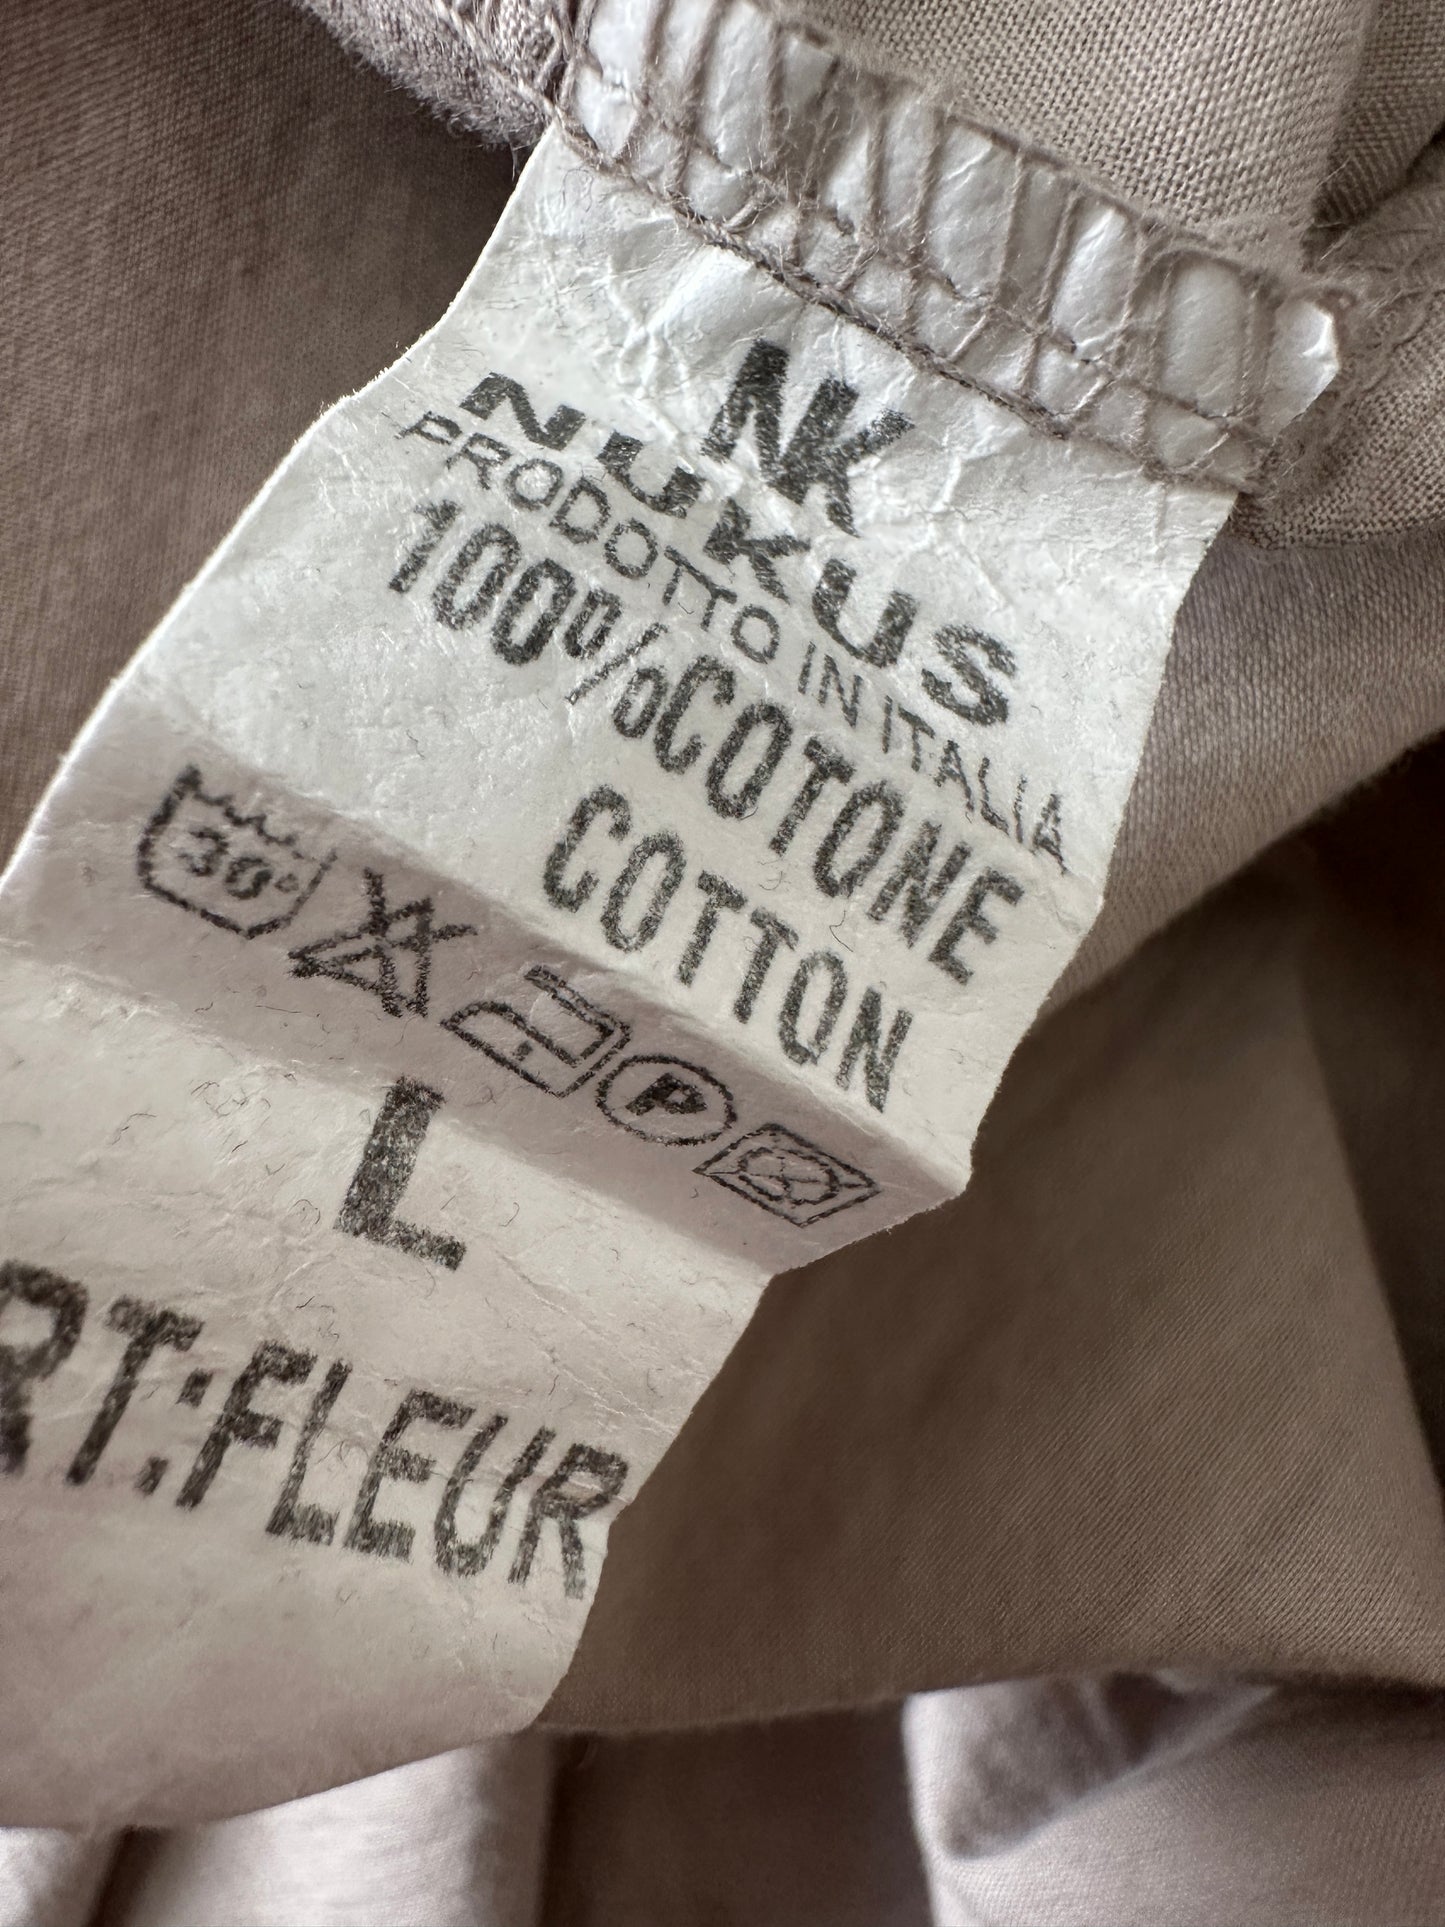 NK
NUKUS
PRODOTTO IN ITALIA
100%COTONE
COTTON
30°
P
L
RT:FLEUR